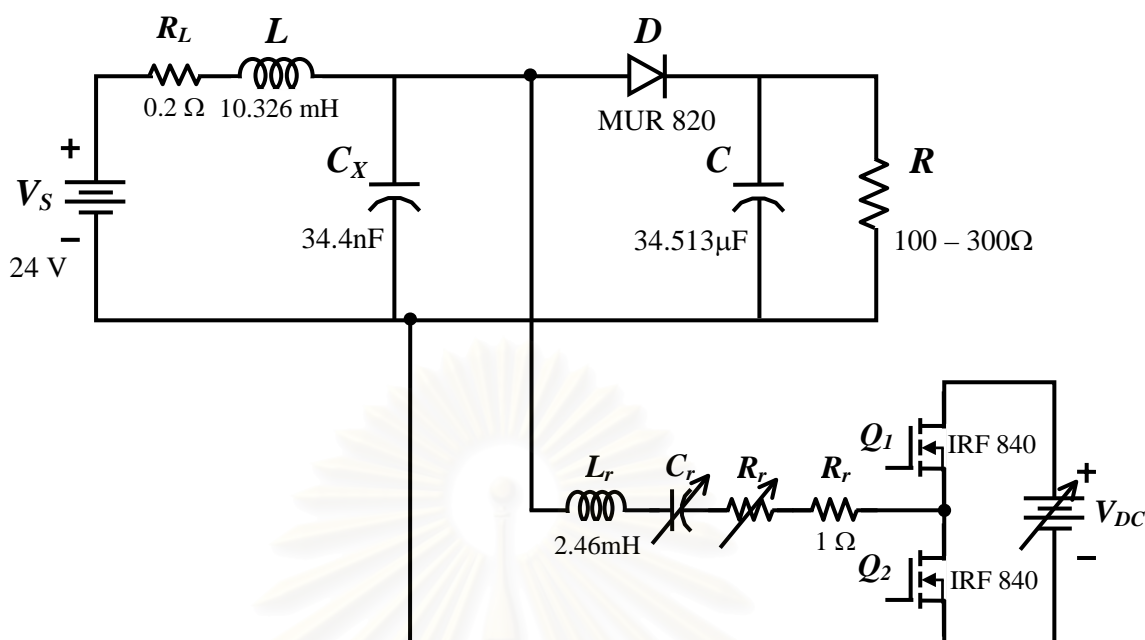 R_L L D
0.2 Ω 10.326 mH MUR 820
+
V_S
−
24 V
C_X
34.4nF
C
34.513μF
R
100 – 300Ω
Q_1 IRF 840
L_r C_r R_r R_r
2.46mH 1 Ω
+
V_DC
−
Q_2 IRF 840